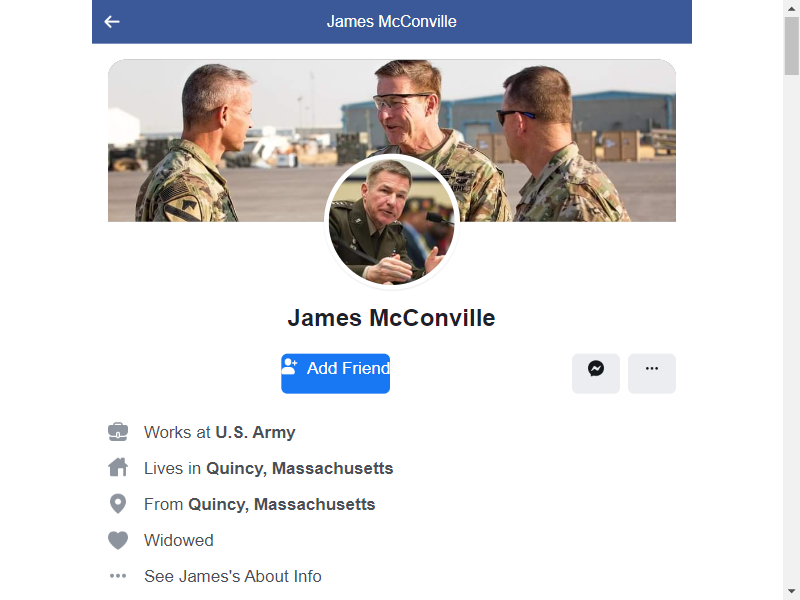 James McConville
James McConville
Add Friend
Works at U.S. Army
Lives in Quincy, Massachusetts
From Quincy, Massachusetts
Widowed
See James's About Info